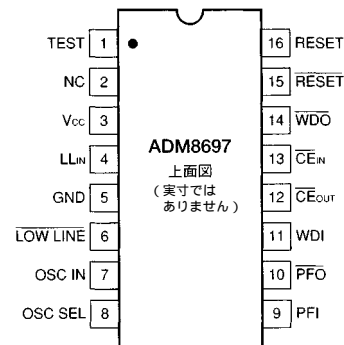 TEST 1
NC 2
Vcc 3
LLIN 4
GND 5
LOW LINE 6
OSC IN 7
OSC SEL 8
ADM8697
上面図
(実寸では
ありません)
16 RESET
15 RESET
14 WDO
13 CEIN
12 CEOUT
11 WDI
10 PFO
9 PFI